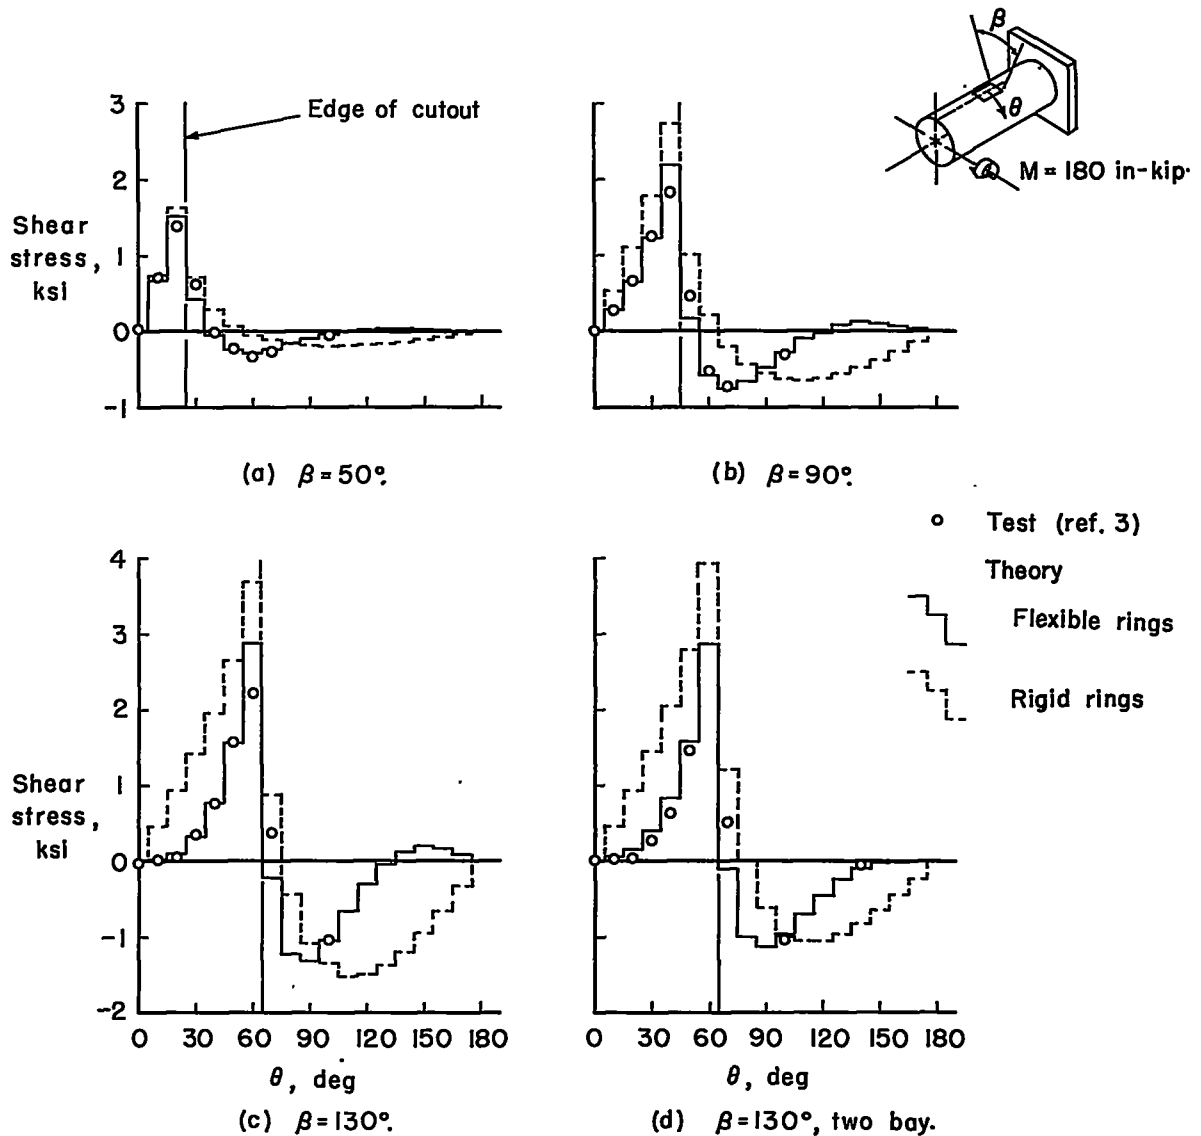 β
θ
M = 180 in-kip.
Edge of cutout
3
2
1
0
-1
Shear
stress,
ksi
(a) β = 50°.
(b) β = 90°.
Test (ref. 3)
Theory
Flexible rings
Rigid rings
4
3
2
1
0
-1
-2
Shear
stress,
ksi
0 30 60 90 120 150 180
θ, deg
(c) β = 130°.
0 30 60 90 120 150 180
θ, deg
(d) β = 130°, two bay.